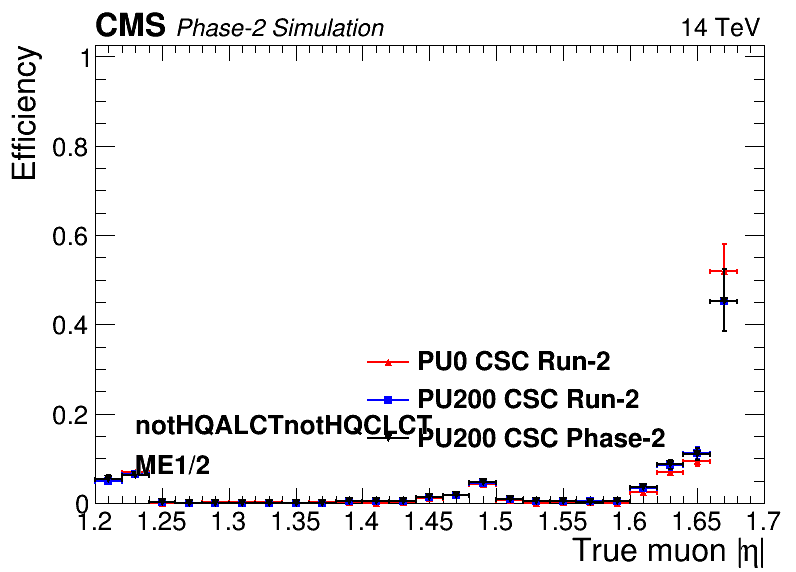 CMS Phase-2 Simulation 14 TeV
Efficiency
1
0.8
0.6
0.4
0.2
0
PU0 CSC Run-2
PU200 CSC Run-2
PU200 CSC Phase-2
notHQALCTnotHQCLCT
ME1/2
1.2 1.25 1.3 1.35 1.4 1.45 1.5 1.55 1.6 1.65 1.7
True muon |η|